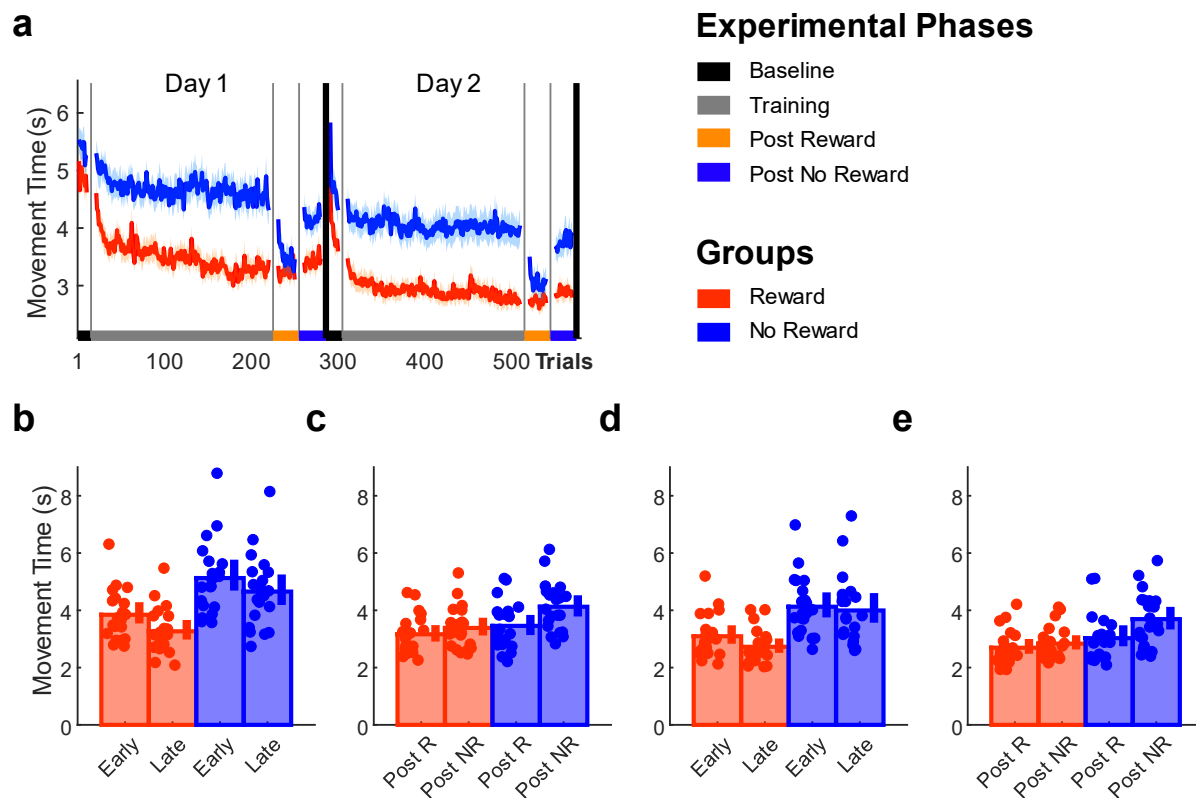 a
Experimental Phases
Baseline
Training
Post Reward
Post No Reward
Groups
Reward
No Reward
Day 1
Day 2
Movement Time (s)
6
5
4
3
1
100
200
300
400
500
Trials
b
c
d
e
Movement Time (s)
8
6
4
2
0
Early
Late
Early
Late
8
6
4
2
0
Post R
Post NR
Post R
Post NR
8
6
4
2
0
Early
Late
Early
Late
8
6
4
2
0
Post R
Post NR
Post R
Post NR